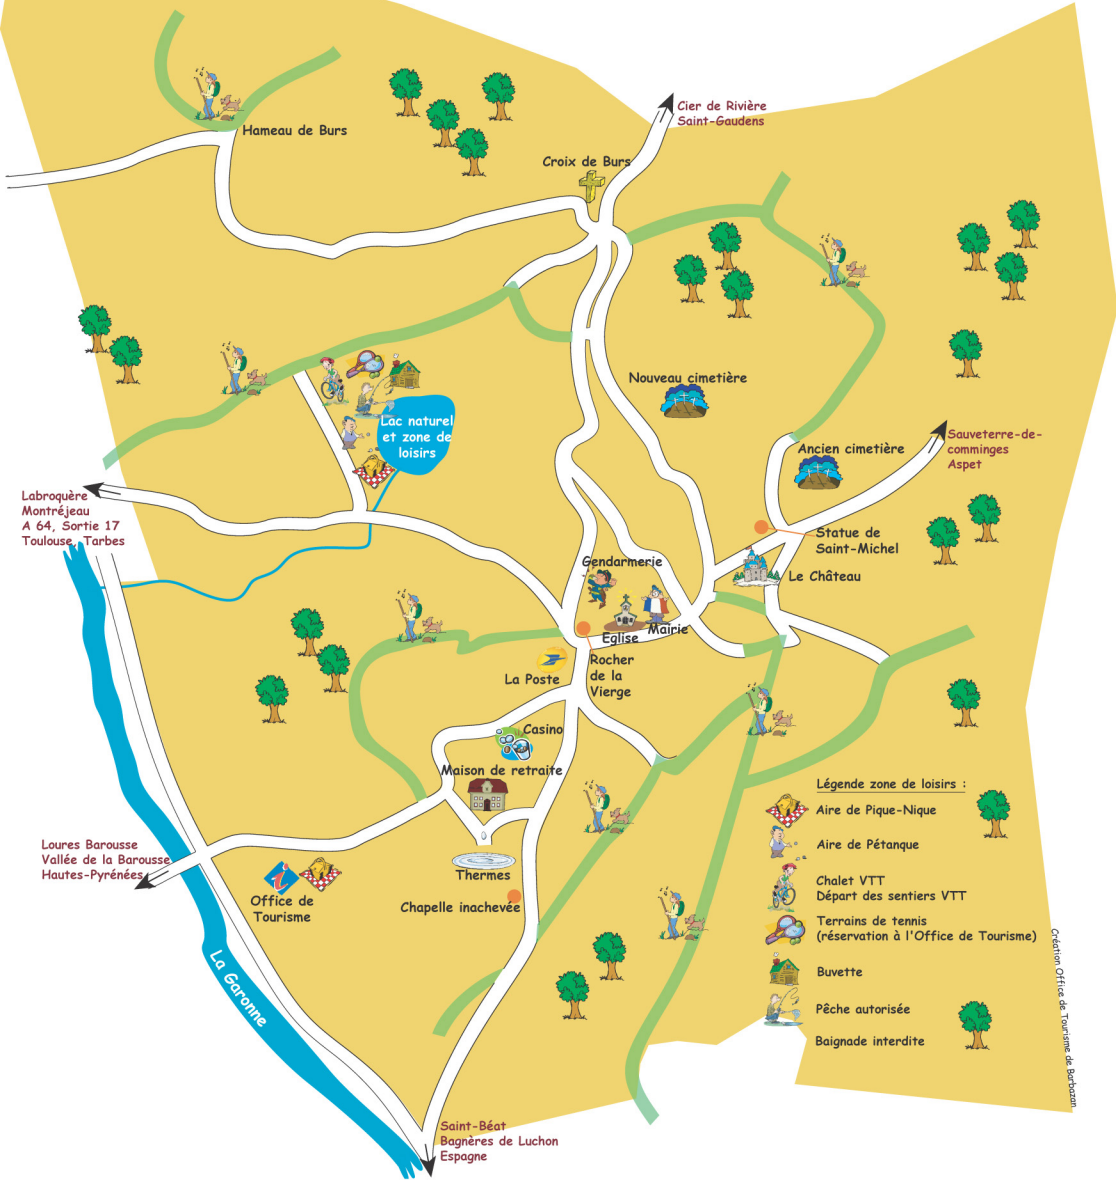 Cier de Rivière
Saint-Gaudens
Hameau de Burs
Croix de Burs
Nouveau cimetière
Lac naturel
et zone de
loisirs
Ancien cimetière
Sauveterre-de-
comminges
Aspet
Labroquère
Montréjeau
A 64, Sortie 17
Toulouse, Tarbes
Statue de
Saint-Michel
Gendarmerie
Le Château
Mairie
Eglise
Rocher
de la
Vierge
La Poste
Casino
Maison de retraite
Légende zone de loisirs :
Aire de Pique-Nique
Aire de Pétanque
Chalet VTT
Départ des sentiers VTT
Terrains de tennis
(réservation à l'Office de Tourisme)
Buvette
Pêche autorisée
Baignade interdite
Loures Barousse
Vallée de la Barousse
Hautes-Pyrénées
Thermes
Office de
Tourisme
Chapelle inachevée
La Garonne
Saint-Béat
Bagnères de Luchon
Espagne
Création Office de Tourisme de Barbazan